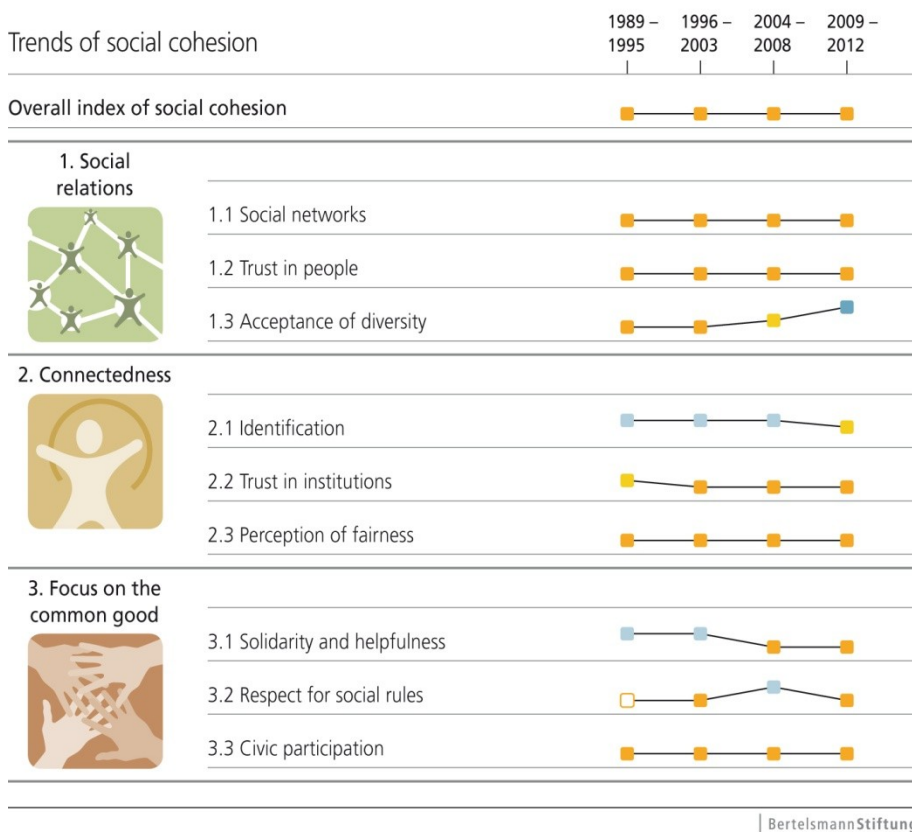 Trends of social cohesion
1989 –
1995
1996 –
2003
2004 –
2008
2009 –
2012
Overall index of social cohesion
1. Social
relations
1.1 Social networks
1.2 Trust in people
1.3 Acceptance of diversity
2. Connectedness
2.1 Identification
2.2 Trust in institutions
2.3 Perception of fairness
3. Focus on the
common good
3.1 Solidarity and helpfulness
3.2 Respect for social rules
3.3 Civic participation
BertelsmannStiftung